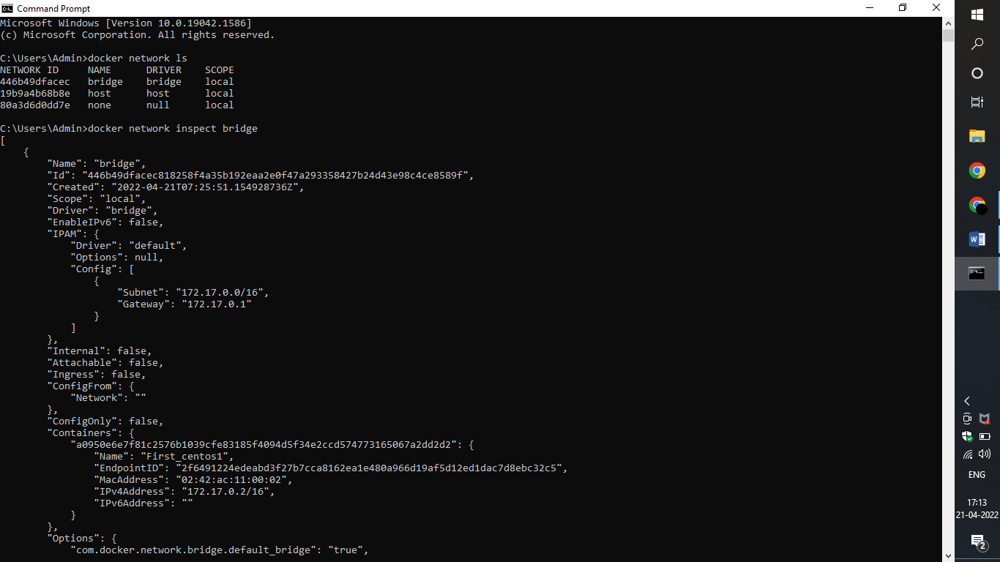 Command Prompt
Microsoft Windows [Version 10.0.19042.1586]
(c) Microsoft Corporation. All rights reserved.
C:\Users\Admin>docker network ls
NETWORK ID     NAME      DRIVER    SCOPE
446b49dfacec   bridge    bridge    local
19b9a4b68b8e   host      host      local
80a3d6d0dd7e   none      null      local
C:\Users\Admin>docker network inspect bridge
[
    {
        "Name": "bridge",
        "Id": "446b49dfacec818258f4a35b192eaa2e0f47a293358427b24d43e98c4ce8589f",
        "Created": "2022-04-21T07:25:51.154928736Z",
        "Scope": "local",
        "Driver": "bridge",
        "EnableIPv6": false,
        "IPAM": {
            "Driver": "default",
            "Options": null,
            "Config": [
                {
                    "Subnet": "172.17.0.0/16",
                    "Gateway": "172.17.0.1"
                }
            ]
        },
        "Internal": false,
        "Attachable": false,
        "Ingress": false,
        "ConfigFrom": {
            "Network": ""
        },
        "ConfigOnly": false,
        "Containers": {
            "a0950e6e7f81c2576b1039cfe83185f4094d5f34e2ccd574773165067a2dd2d2": {
                "Name": "First_centos1",
                "EndpointID": "2f6491224edeabd3f27b7cca8162ea1e480a966d19af5d12ed1dac7d8ebc32c5",
                "MacAddress": "02:42:ac:11:00:02",
                "IPv4Address": "172.17.0.2/16",
                "IPv6Address": ""
            }
        },
        "Options": {
            "com.docker.network.bridge.default_bridge": "true",
ENG
17:13
21-04-2022
2